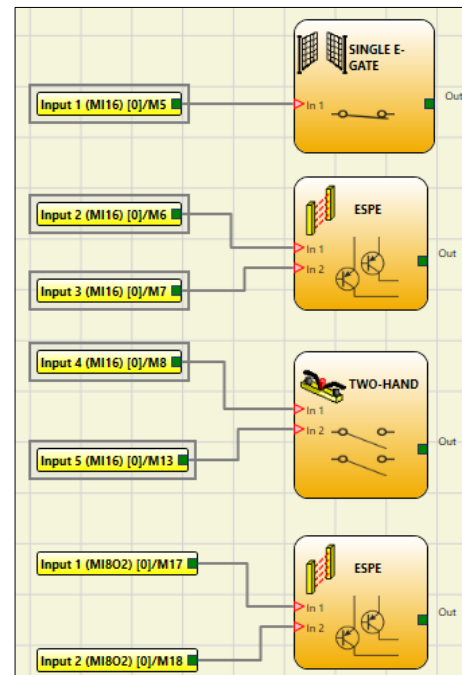 SINGLE E-
GATE
Input 1 (MI16) [0]/M5
In 1
Out
Input 2 (MI16) [0]/M6
ESPE
In 1
Out
In 2
Input 3 (MI16) [0]/M7
Input 4 (MI16) [0]/M8
TWO-HAND
In 1
In 2
Out
Input 5 (MI16) [0]/M13
Input 1 (MI8O2) [0]/M17
ESPE
In 1
Out
In 2
Input 2 (MI8O2) [0]/M18